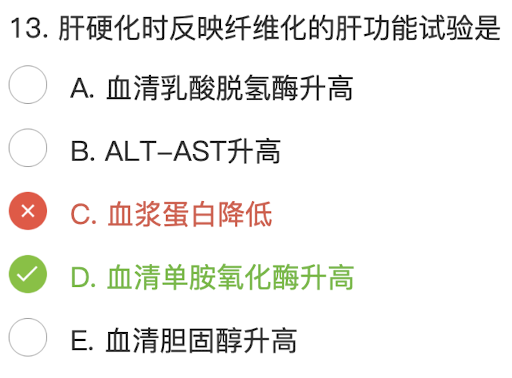 13. 肝硬化时反映纤维化的肝功能试验是
A. 血清乳酸脱氢酶升高
B. ALT-AST升高
C. 血浆蛋白降低
D. 血清单胺氧化酶升高
E. 血清胆固醇升高